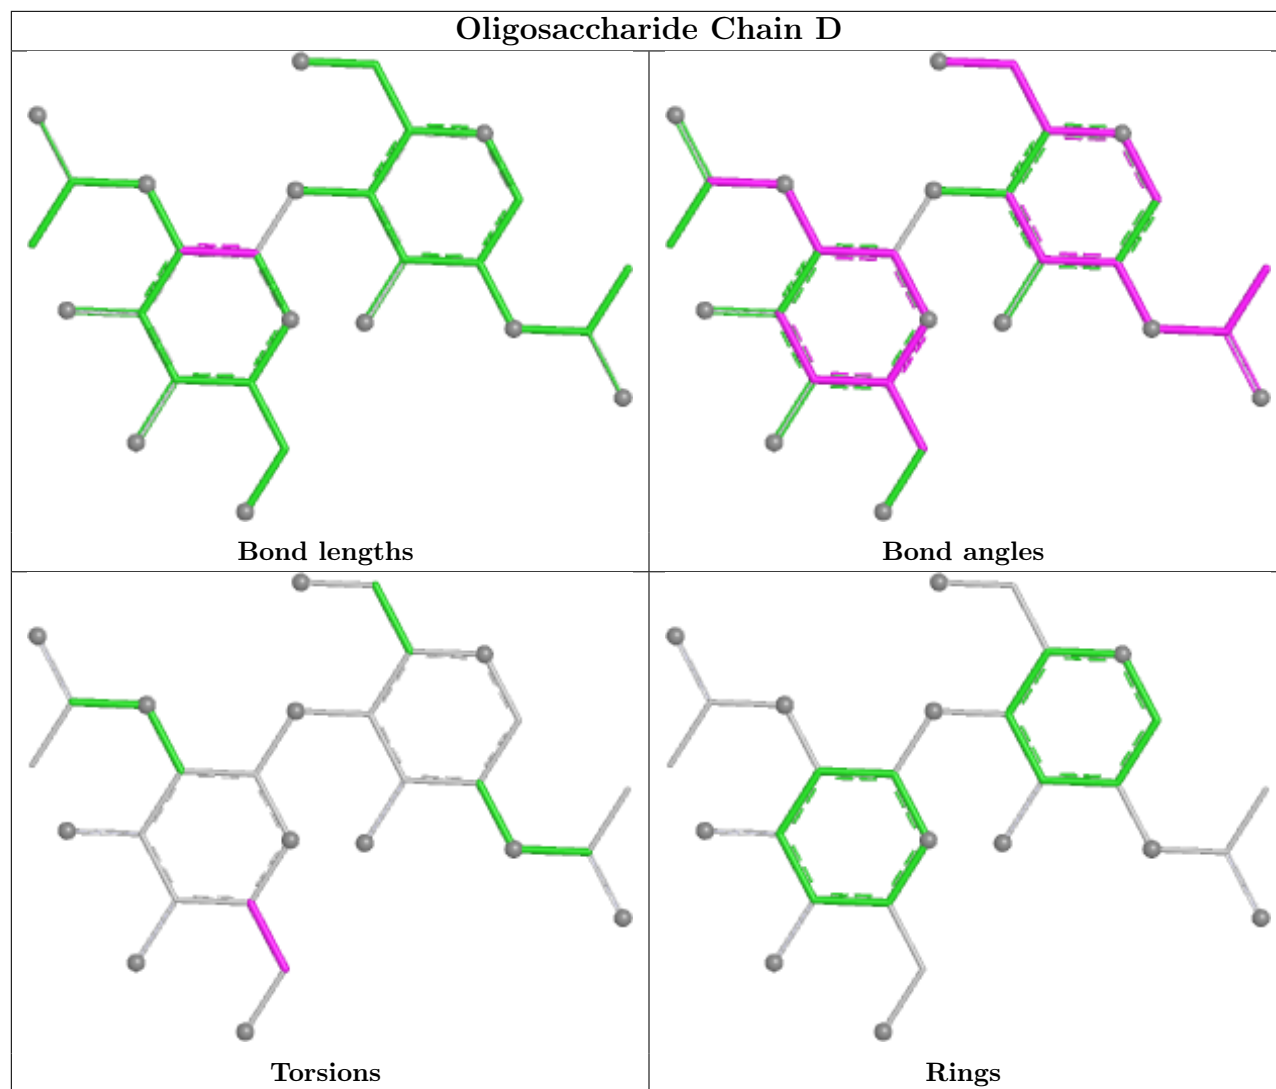 Oligosaccharide Chain D
Bond lengths
Bond angles
Torsions
Rings